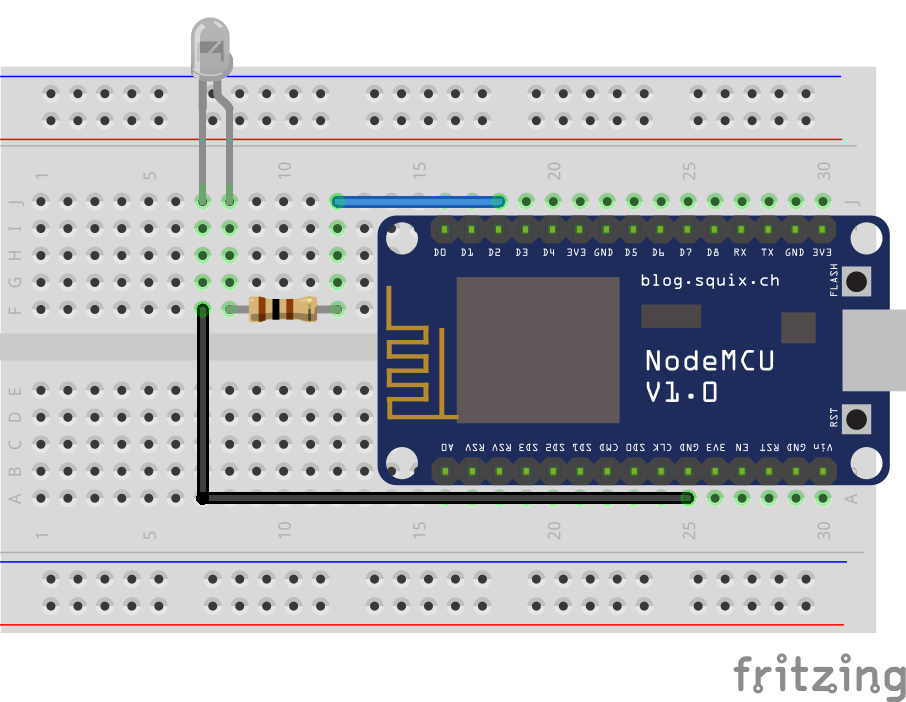 1 5 10 15 20 25 30
J J
I
H
G
F
D0 D1 D2 D3 D4 3V3 GND D5 D6 D7 D8 RX TX GND 3V3
FLASH
blog.squix.ch
NodeMCU
V1.0
RST
E
D
C
B
A A
A0 RSV RSV SD3 SD2 SD1 CMD SD0 CLK GND 3V3 EN RST GND Vin
1 5 10 15 20 25 30
fritzing